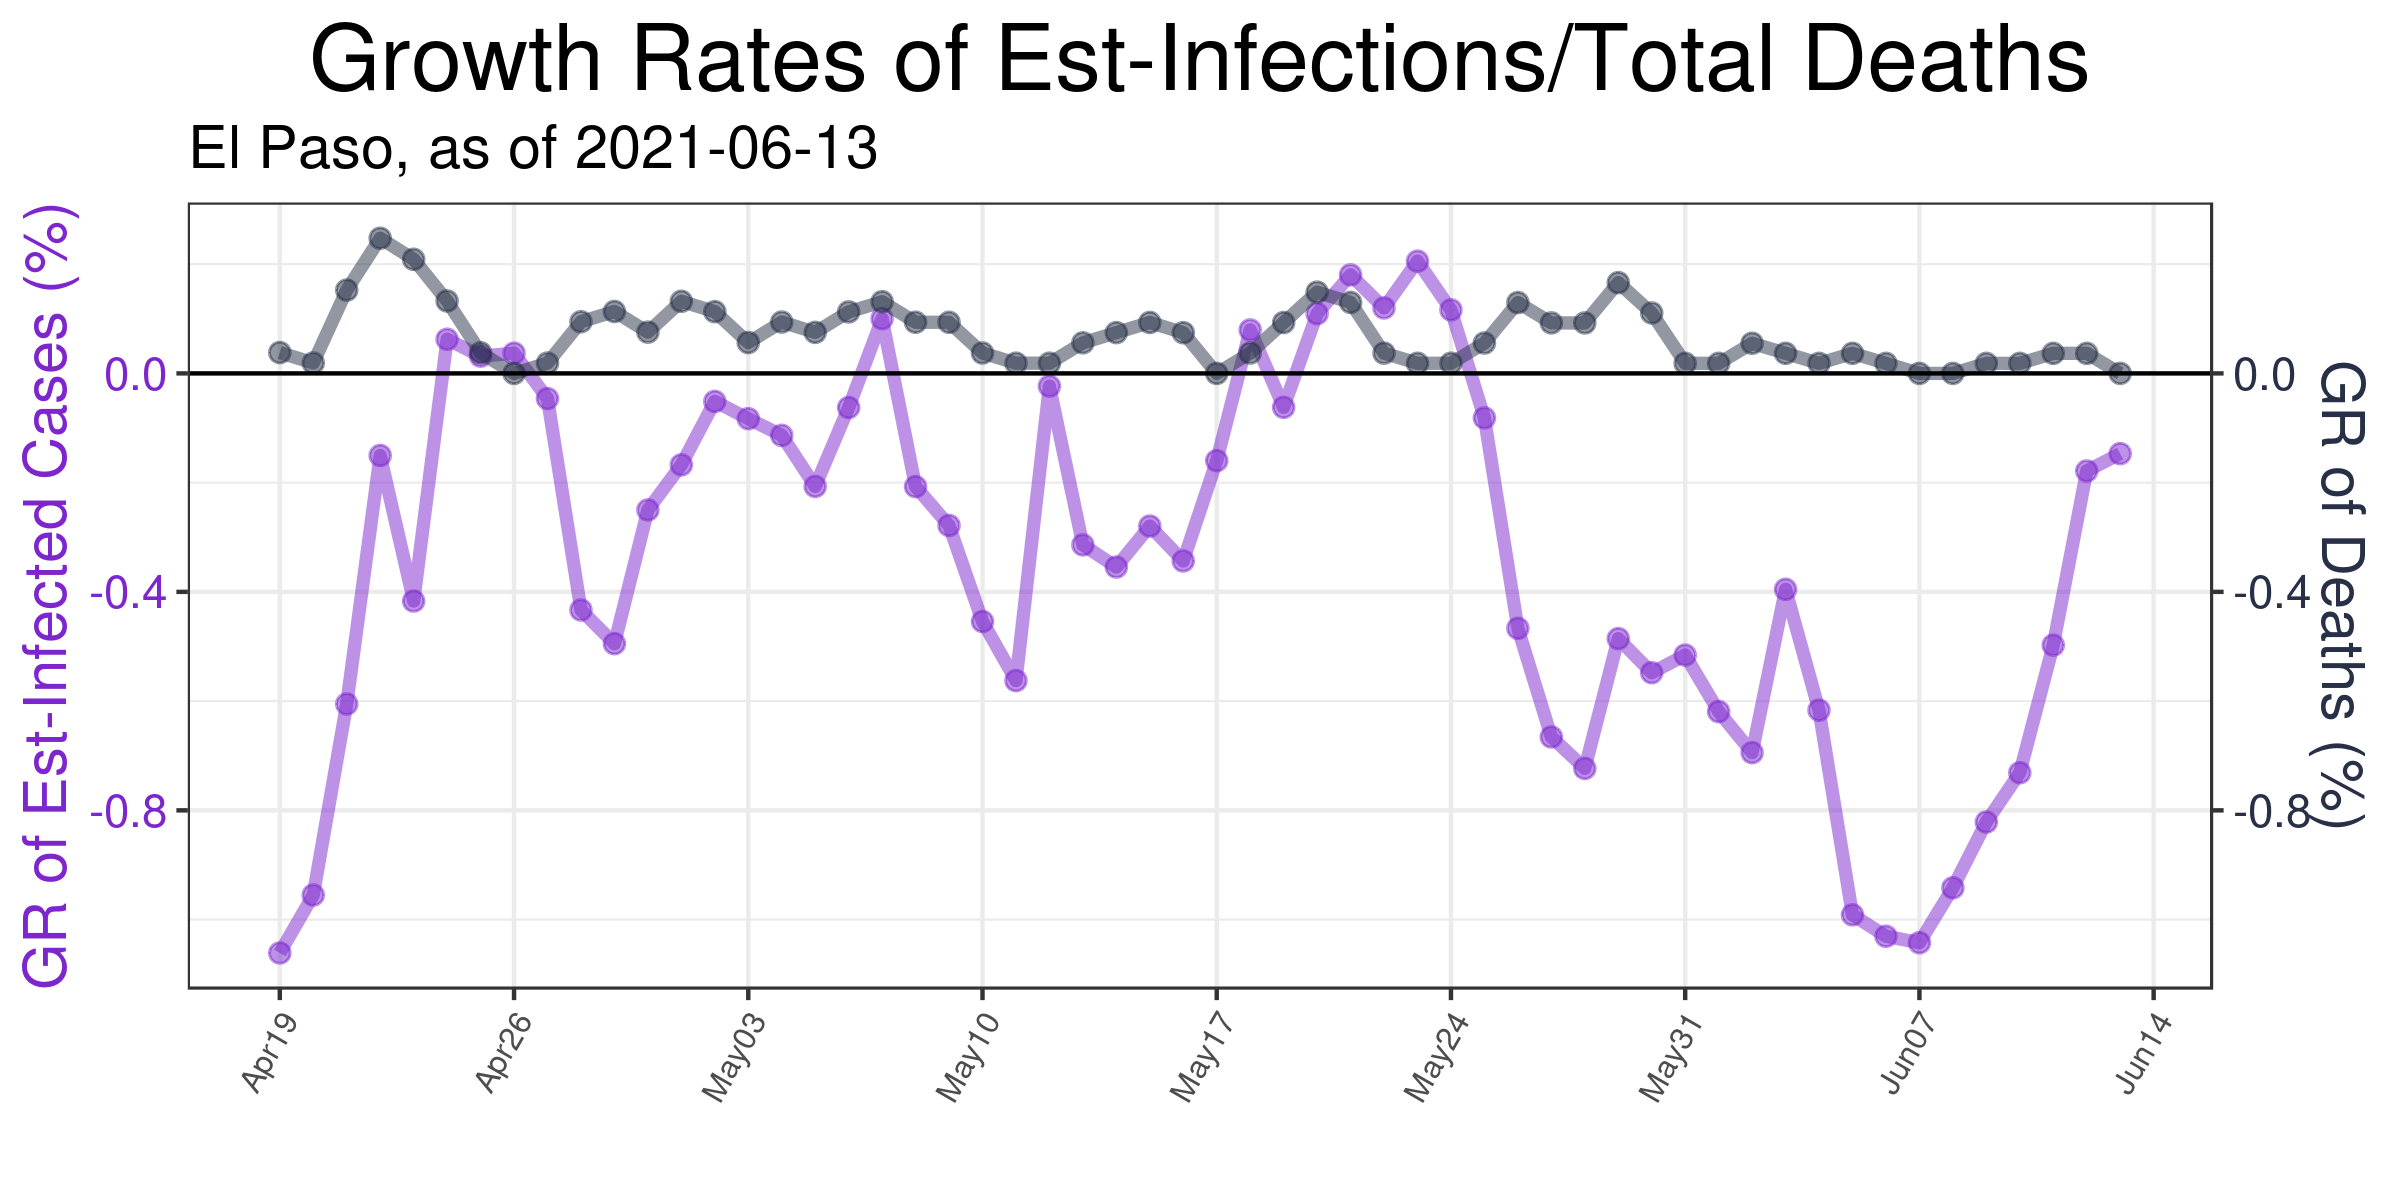 Growth Rates of Est-Infections/Total Deaths
El Paso, as of 2021-06-13
GR of Est-Infected Cases (%)
0.0
-0.4
-0.8
0.0
-0.4
-0.8
GR of Deaths (%)
Apr19
Apr26
May03
May10
May17
May24
May31
Jun07
Jun14